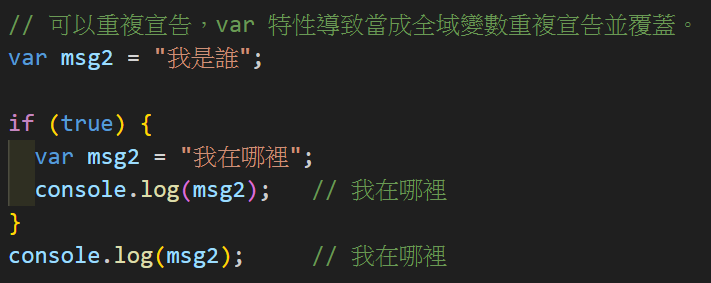 // 可以重複宣告，var 特性導致當成全域變數重複宣告並覆蓋。
var msg2 = "我是誰";

if (true) {
  var msg2 = "我在哪裡";
  console.log(msg2);   // 我在哪裡
}
console.log(msg2);     // 我在哪裡